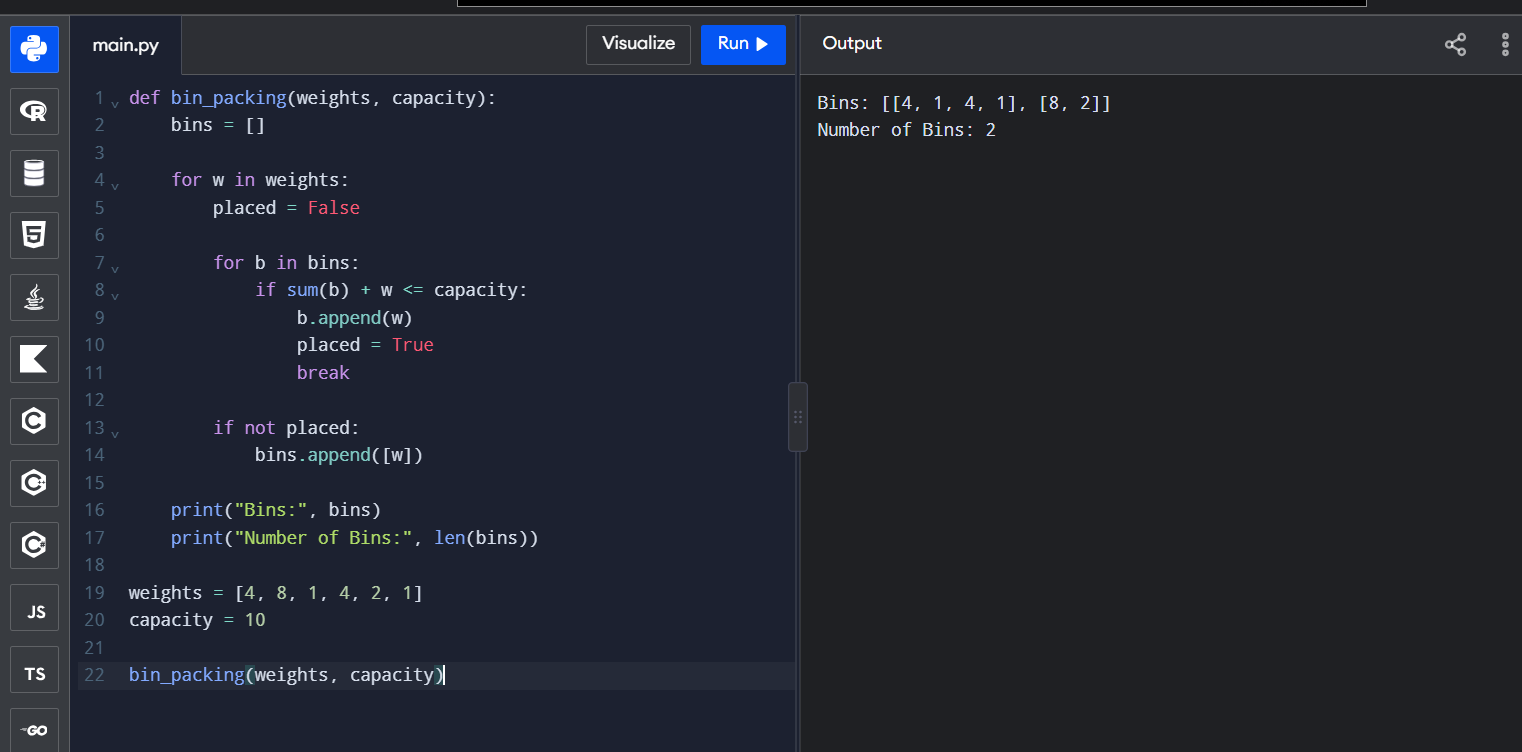 main.py
Visualize
Run
Output
1 def bin_packing(weights, capacity):
2     bins = []
3
4     for w in weights:
5         placed = False
6
7         for b in bins:
8             if sum(b) + w <= capacity:
9                 b.append(w)
10                 placed = True
11                 break
12
13         if not placed:
14             bins.append([w])
15
16     print("Bins:", bins)
17     print("Number of Bins:", len(bins))
18
19 weights = [4, 8, 1, 4, 2, 1]
20 capacity = 10
21
22 bin_packing(weights, capacity)
Bins: [[4, 1, 4, 1], [8, 2]]
Number of Bins: 2
R
5
C
C
C
JS
TS
GO